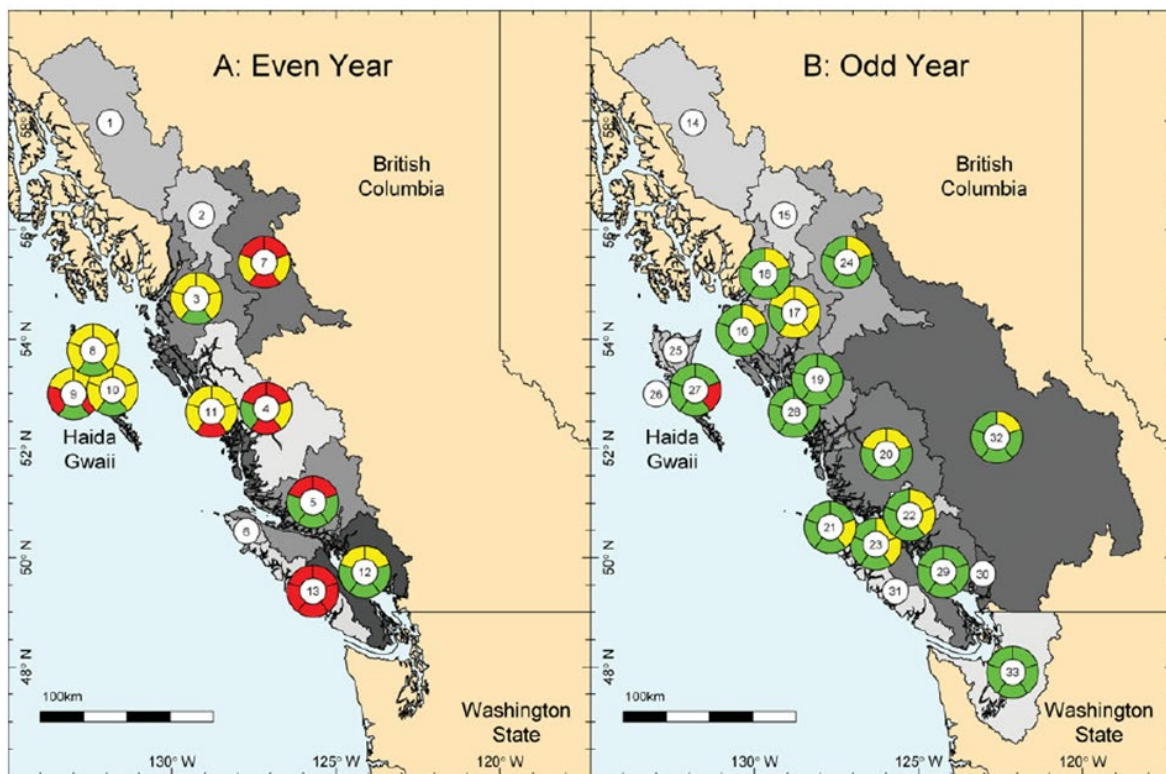 A: Even Year
1
58°
British
Columbia
2
56°
7
3
54°
8
9
10
11
4
Haida
Gwaii
52°
5
6
50° N
12
13
48° N
100km
Washington
State
130° W
125° W
120° W
B: Odd Year
14
58°
British
Columbia
15
56°
24
18
17
54°
16
25
26
27
19
28
Haida
Gwaii
32
52°
20
22
21
23
50° N
29
30
31
33
48° N
100km
Washington
State
130° W
125° W
120° W